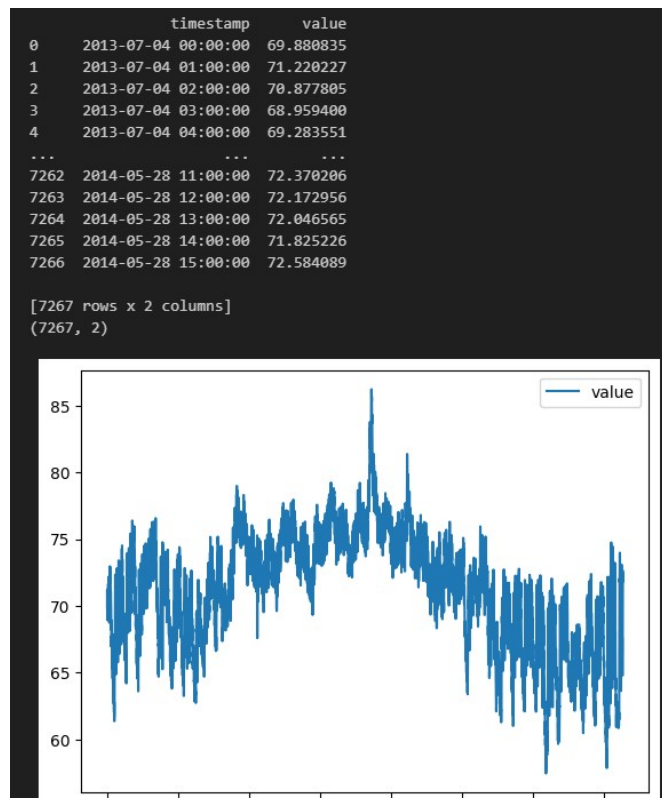 timestamp value
0 2013-07-04 00:00:00 69.880835
1 2013-07-04 01:00:00 71.220227
2 2013-07-04 02:00:00 70.877805
3 2013-07-04 03:00:00 68.959400
4 2013-07-04 04:00:00 69.283551
... ... ...
7262 2014-05-28 11:00:00 72.370206
7263 2014-05-28 12:00:00 72.172956
7264 2014-05-28 13:00:00 72.046565
7265 2014-05-28 14:00:00 71.825226
7266 2014-05-28 15:00:00 72.584089
[7267 rows x 2 columns]
(7267, 2)
value
85
80
75
70
65
60